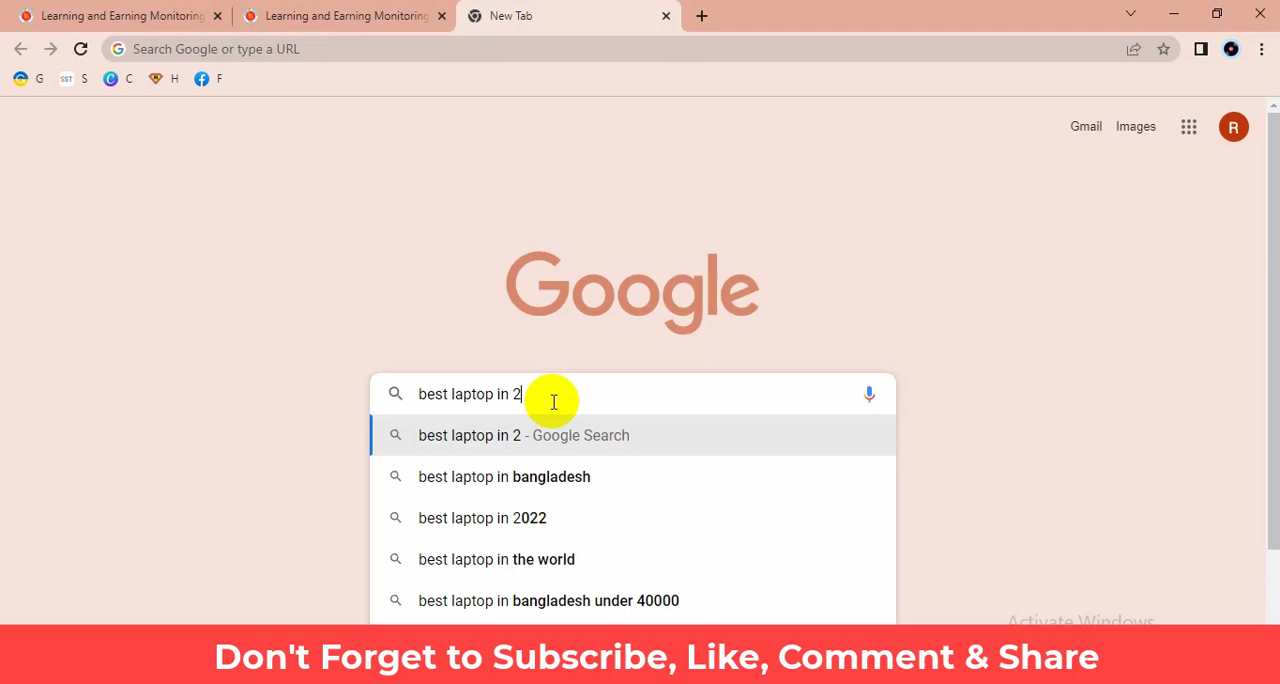 Learning and Earning Monitoring
Learning and Earning Monitoring
New Tab
Search Google or type a URL
G
SST S
C
H
F
Gmail Images
R
Google
best laptop in 2
best laptop in 2 - Google Search
best laptop in bangladesh
best laptop in 2022
best laptop in the world
best laptop in bangladesh under 40000
Activate Windows
Don't Forget to Subscribe, Like, Comment & Share